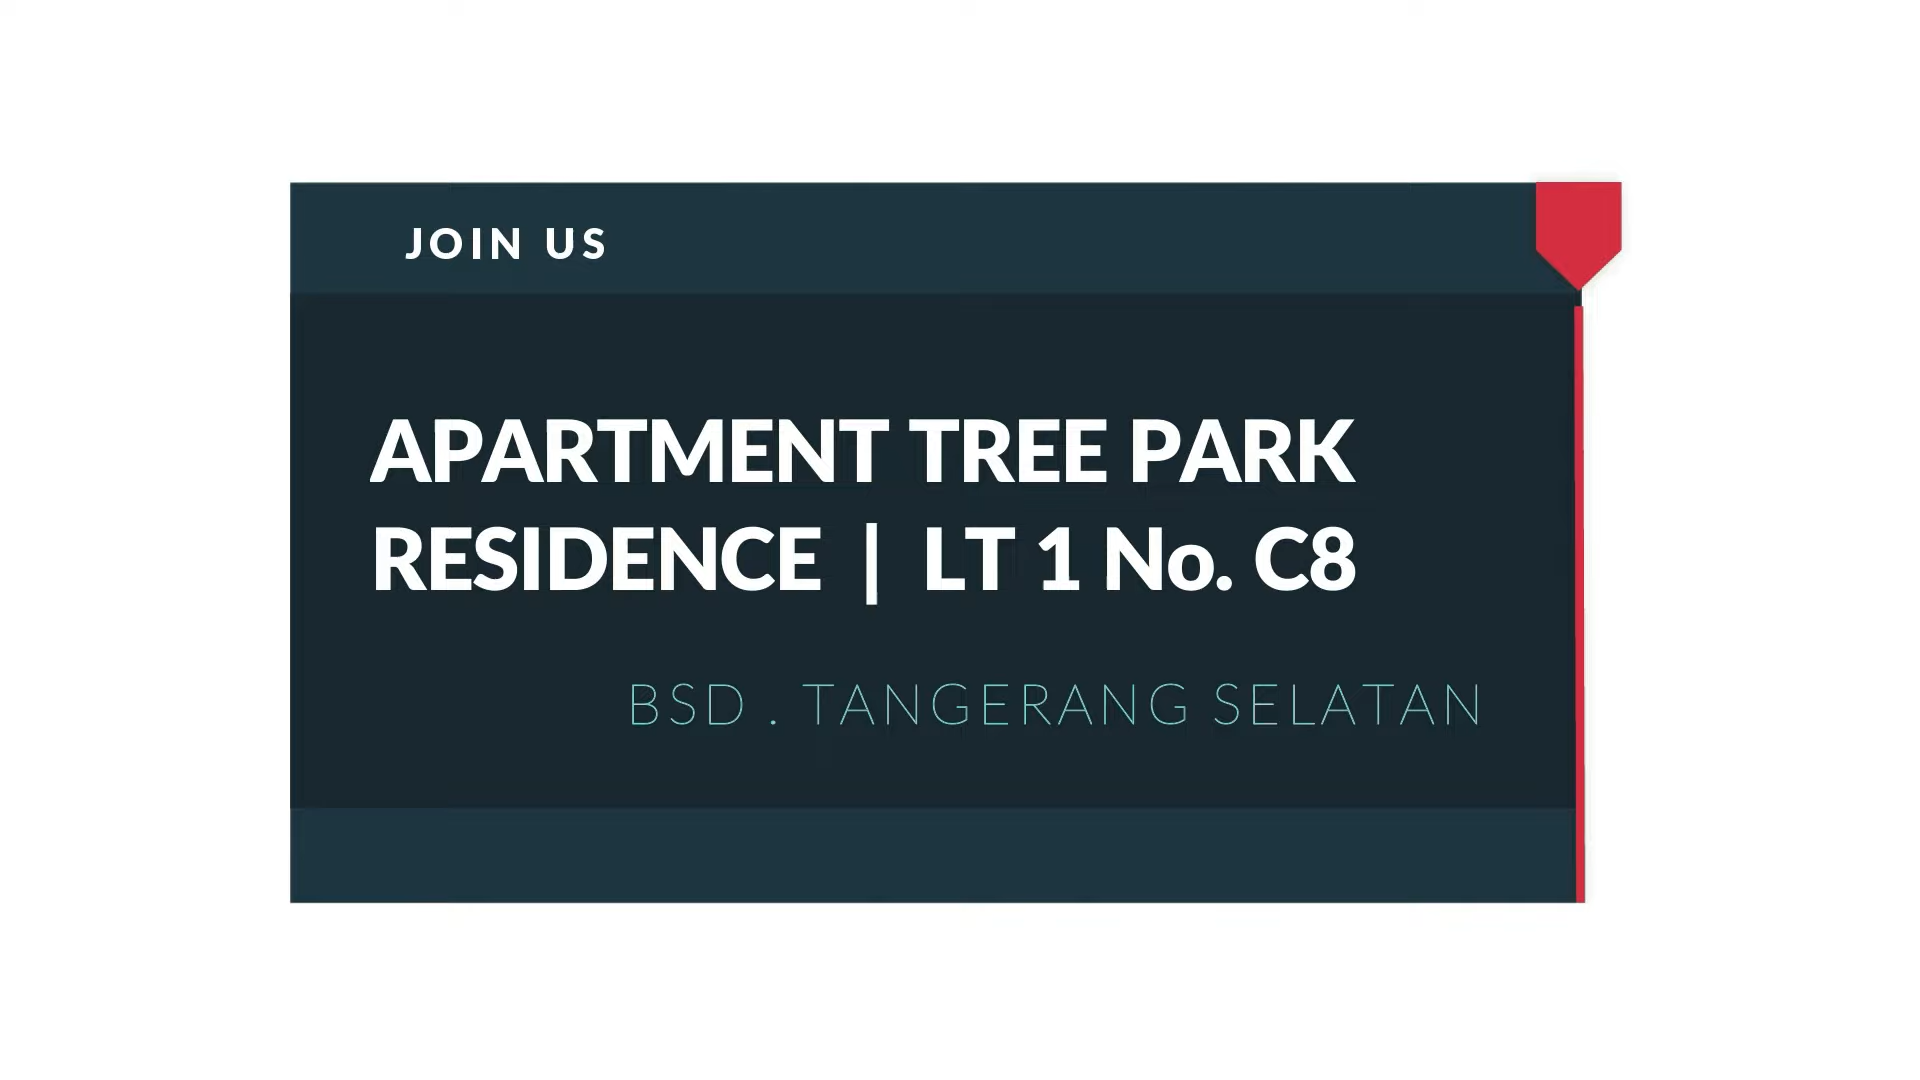 JOIN US
APARTMENT TREE PARK
RESIDENCE | LT 1 No. C8
BSD . TANGERANG SELATAN